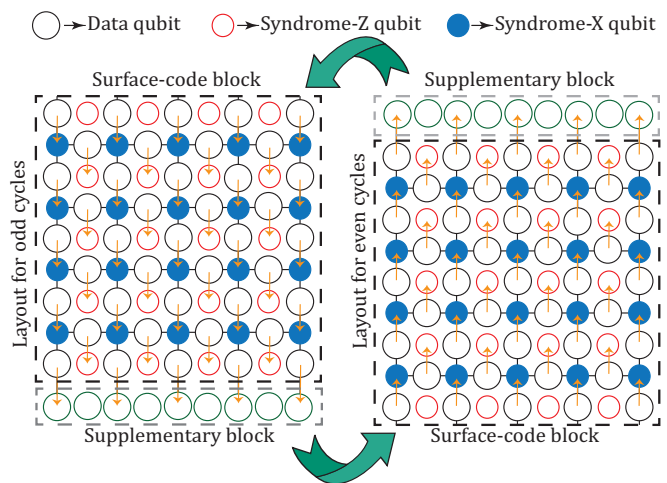 Data qubit
Syndrome-Z qubit
Syndrome-X qubit
Surface-code block
Supplementary block
Layout for odd cycles
Layout for even cycles
Supplementary block
Surface-code block